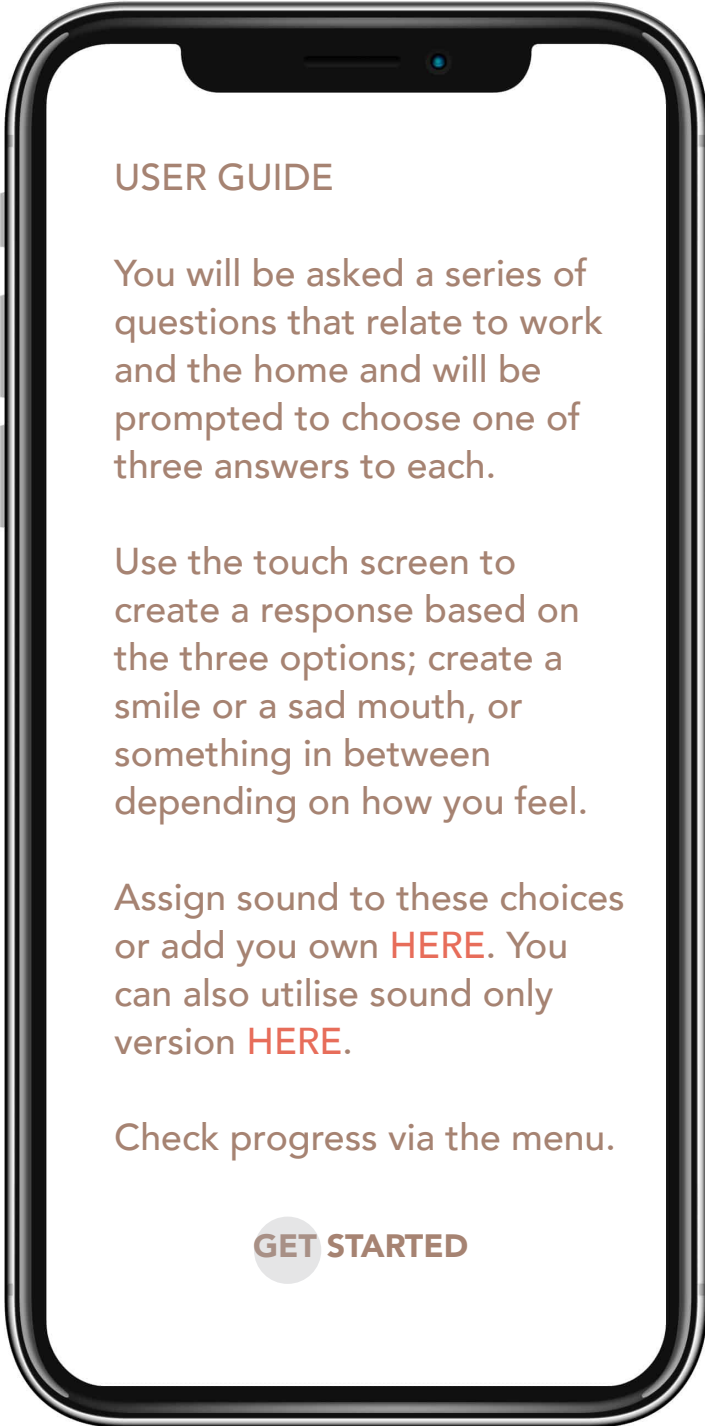 USER GUIDE
You will be asked a series of
questions that relate to work
and the home and will be
prompted to choose one of
three answers to each.
Use the touch screen to
create a response based on
the three options; create a
smile or a sad mouth, or
something in between
depending on how you feel.
Assign sound to these choices
or add you own HERE. You
can also utilise sound only
version HERE.
Check progress via the menu.
GET STARTED